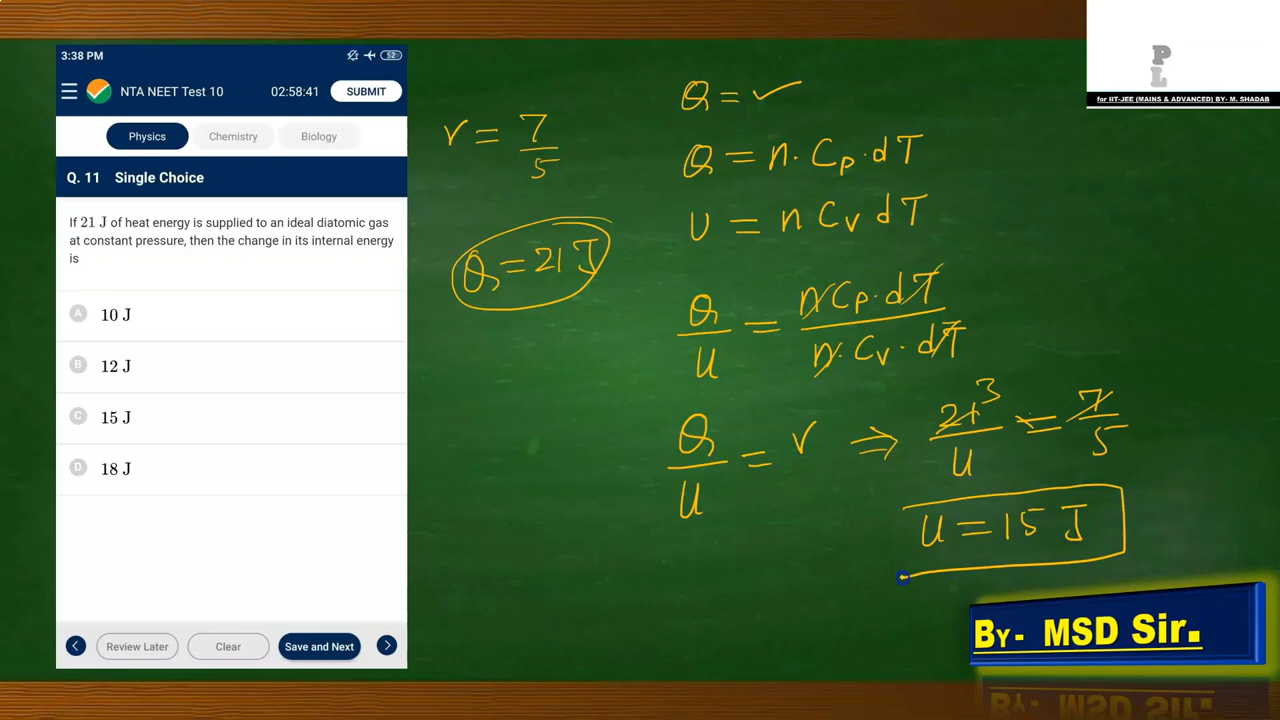 3:38 PM
52
NTA NEET Test 10
02:58:41
SUBMIT
Physics
Chemistry
Biology
Q. 11 Single Choice
If 21 J of heat energy is supplied to an ideal diatomic gas
at constant pressure, then the change in its internal energy
is
A 10 J
B 12 J
C 15 J
D 18 J
Review Later
Clear
Save and Next
r = 7/5
Q = 21 J
Q = ✓
Q = n · Cp · dT
U = n Cv dT
Q/U = n Cp · dT / n · Cv · dT
Q/U = r ⇒ 21 3/U = 7/5
U = 15 J
P
L
for IIT-JEE (MAINS & ADVANCED) BY- M. SHADAB
By- MSD Sir.